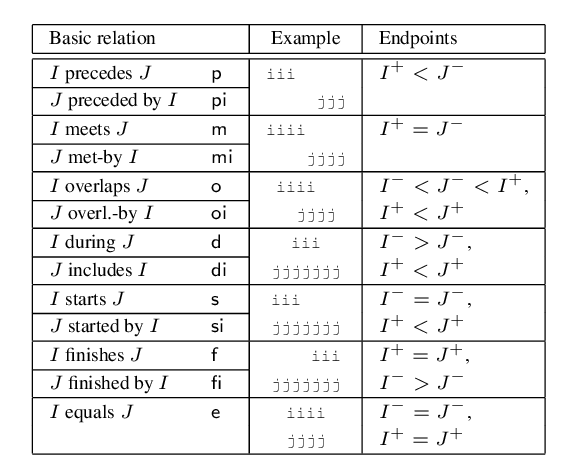 Basic relation Example Endpoints
I precedes J p iii I⁺ < J⁻
J preceded by I pi jjj
I meets J m iiii I⁺ = J⁻
J met-by I mi jjjj
I overlaps J o iiii I⁻ < J⁻ < I⁺,
J overl.-by I oi jjjj I⁺ < J⁺
I during J d iii I⁻ > J⁻,
J includes I di jjjjjjj I⁺ < J⁺
I starts J s iii I⁻ = J⁻,
J started by I si jjjjjjj I⁺ < J⁺
I finishes J f iii I⁺ = J⁺,
J finished by I fi jjjjjjj I⁻ > J⁻
I equals J e iiii I⁻ = J⁻,
jjjj I⁺ = J⁺